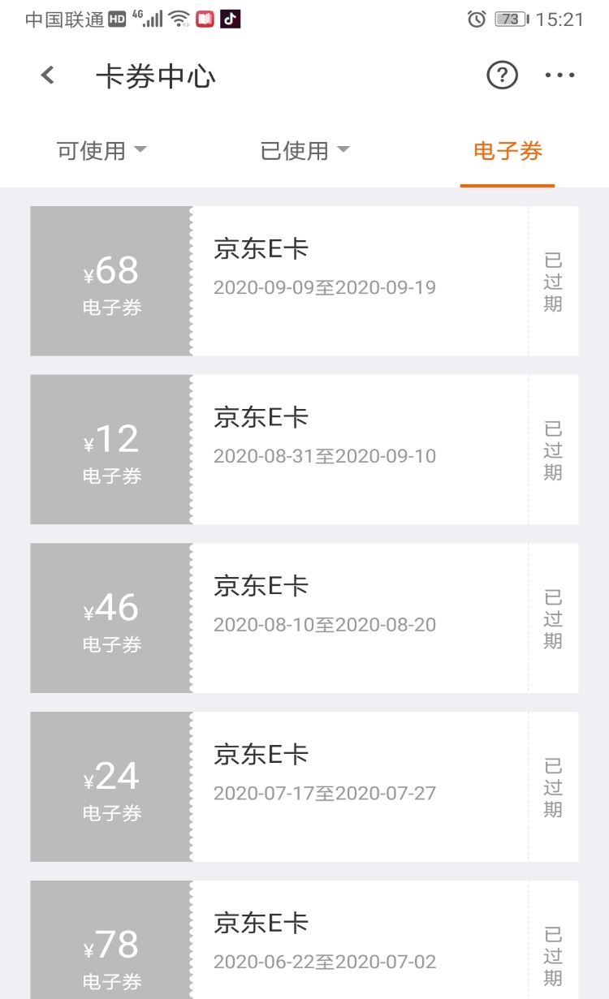 中国联通 HD 4G 73 15:21
卡券中心 ?
可使用 已使用 电子券
¥68
电子券
京东E卡
2020-09-09至2020-09-19
已过期
¥12
电子券
京东E卡
2020-08-31至2020-09-10
已过期
¥46
电子券
京东E卡
2020-08-10至2020-08-20
已过期
¥24
电子券
京东E卡
2020-07-17至2020-07-27
已过期
¥78
电子券
京东E卡
2020-06-22至2020-07-02
已过期